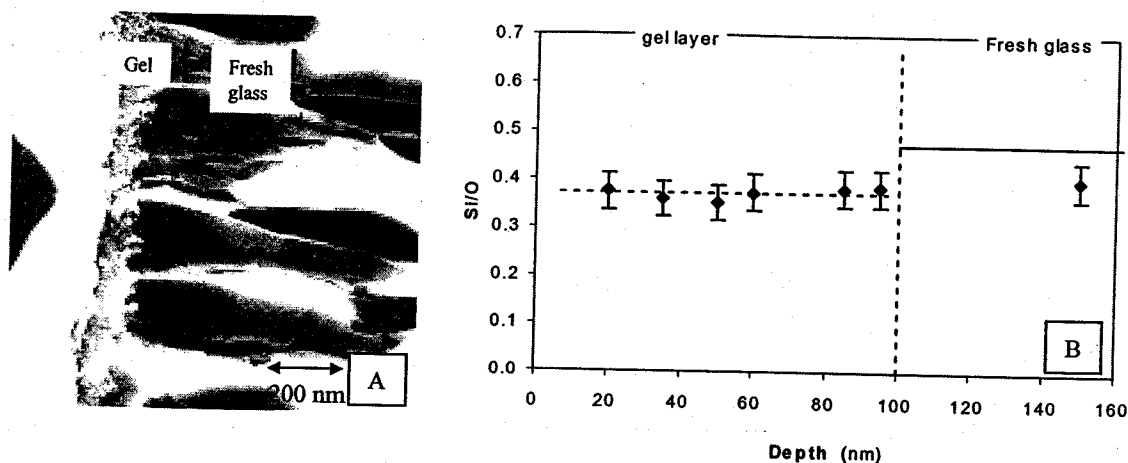 Gel
Fresh
glass
200 nm
A
Si/O
0.7
0.6
0.5
0.4
0.3
0.2
0.1
0.0
gel layer
Fresh glass
B
0 20 40 60 80 100 120 140 160
Depth (nm)